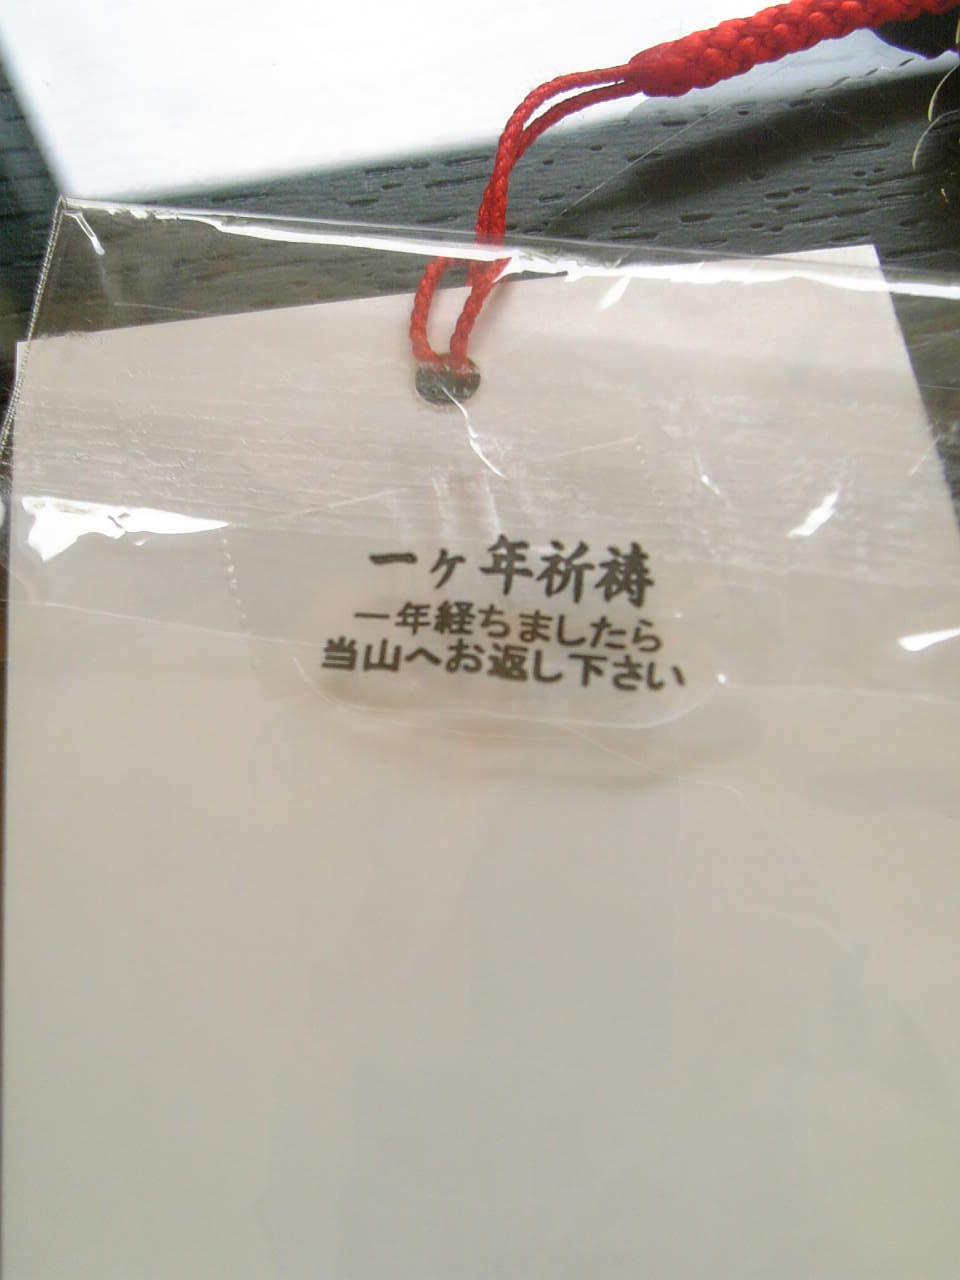 一ヶ年祈祷
一年経ちましたら
当山へお返し下さい